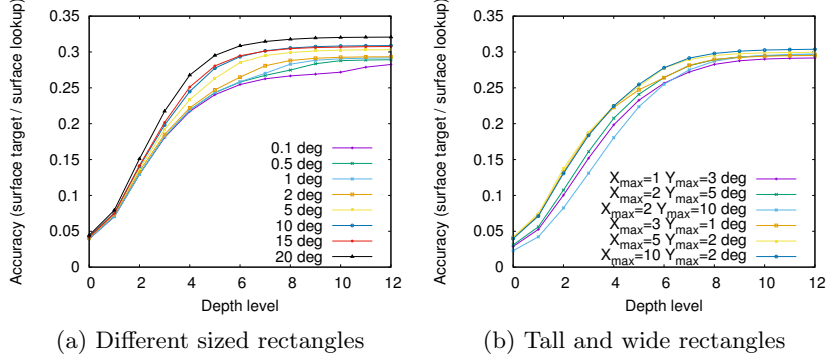 Accuracy (surface target / surface lookup)
0.35
0.3
0.25
0.2
0.15
0.1
0.05
0
0.1 deg
0.5 deg
1 deg
2 deg
5 deg
10 deg
15 deg
20 deg
0 2 4 6 8 10 12
Depth level
(a) Different sized rectangles
Accuracy (surface target / surface lookup)
0.35
0.3
0.25
0.2
0.15
0.1
0.05
0
Xmax=1 Ymax=3 deg
Xmax=2 Ymax=5 deg
Xmax=2 Ymax=10 deg
Xmax=3 Ymax=1 deg
Xmax=5 Ymax=2 deg
Xmax=10 Ymax=2 deg
0 2 4 6 8 10 12
Depth level
(b) Tall and wide rectangles